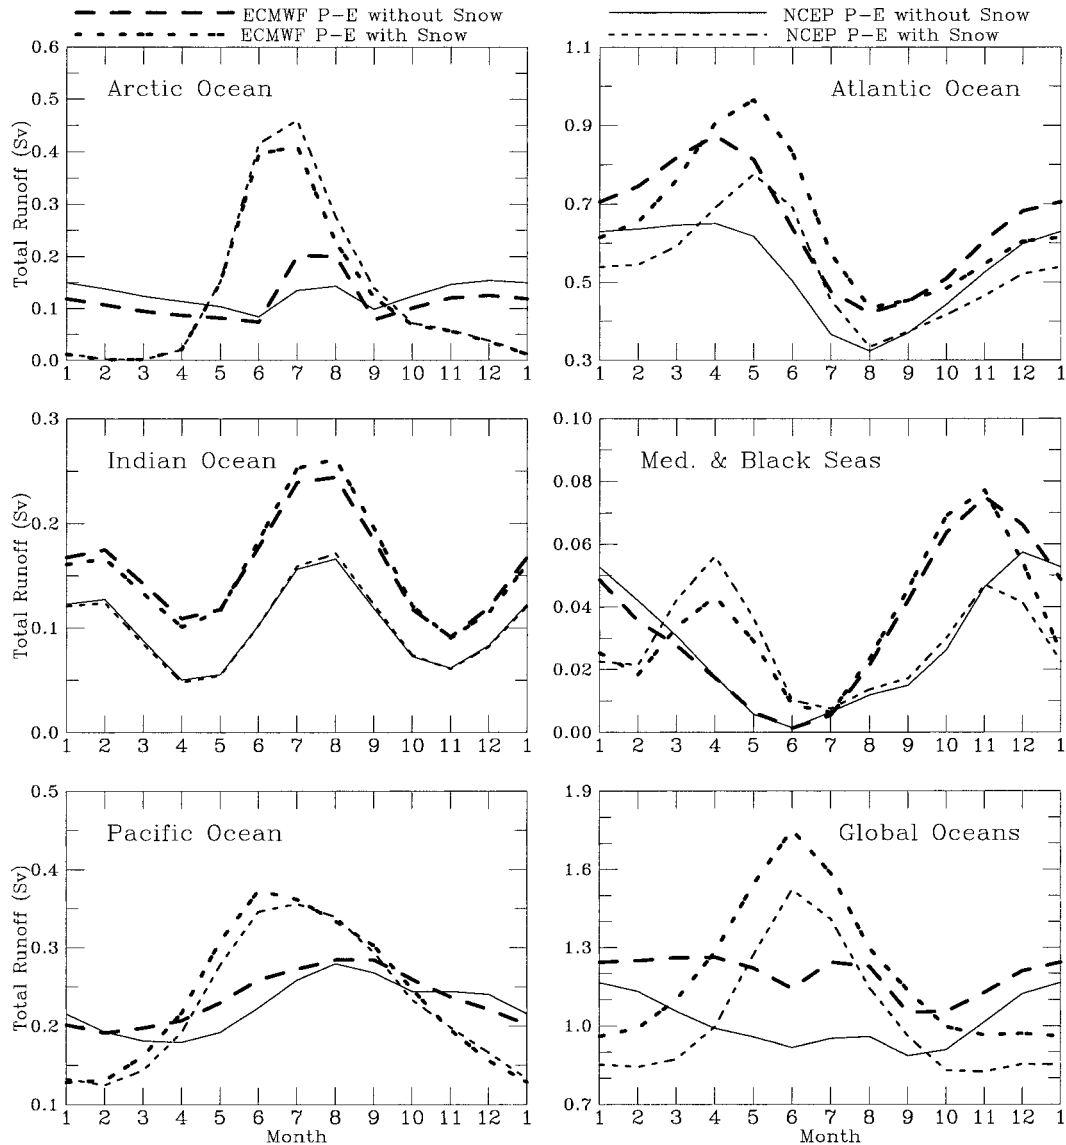 ECMWF P-E without Snow
ECMWF P-E with Snow
NCEP P-E without Snow
NCEP P-E with Snow
Arctic Ocean
Total Runoff (Sv)
0.6
0.5
0.4
0.3
0.2
0.1
0.0
1 2 3 4 5 6 7 8 9 10 11 12 1
Atlantic Ocean
1.1
0.9
0.7
0.5
0.3
1 2 3 4 5 6 7 8 9 10 11 12 1
Indian Ocean
Total Runoff (Sv)
0.3
0.2
0.1
0.0
1 2 3 4 5 6 7 8 9 10 11 12 1
Med. & Black Seas
0.10
0.08
0.06
0.04
0.02
0.00
1 2 3 4 5 6 7 8 9 10 11 12 1
Pacific Ocean
Total Runoff (Sv)
0.5
0.4
0.3
0.2
0.1
1 2 3 4 5 6 7 8 9 10 11 12 1
Month
Global Oceans
1.9
1.6
1.3
1.0
0.7
1 2 3 4 5 6 7 8 9 10 11 12 1
Month